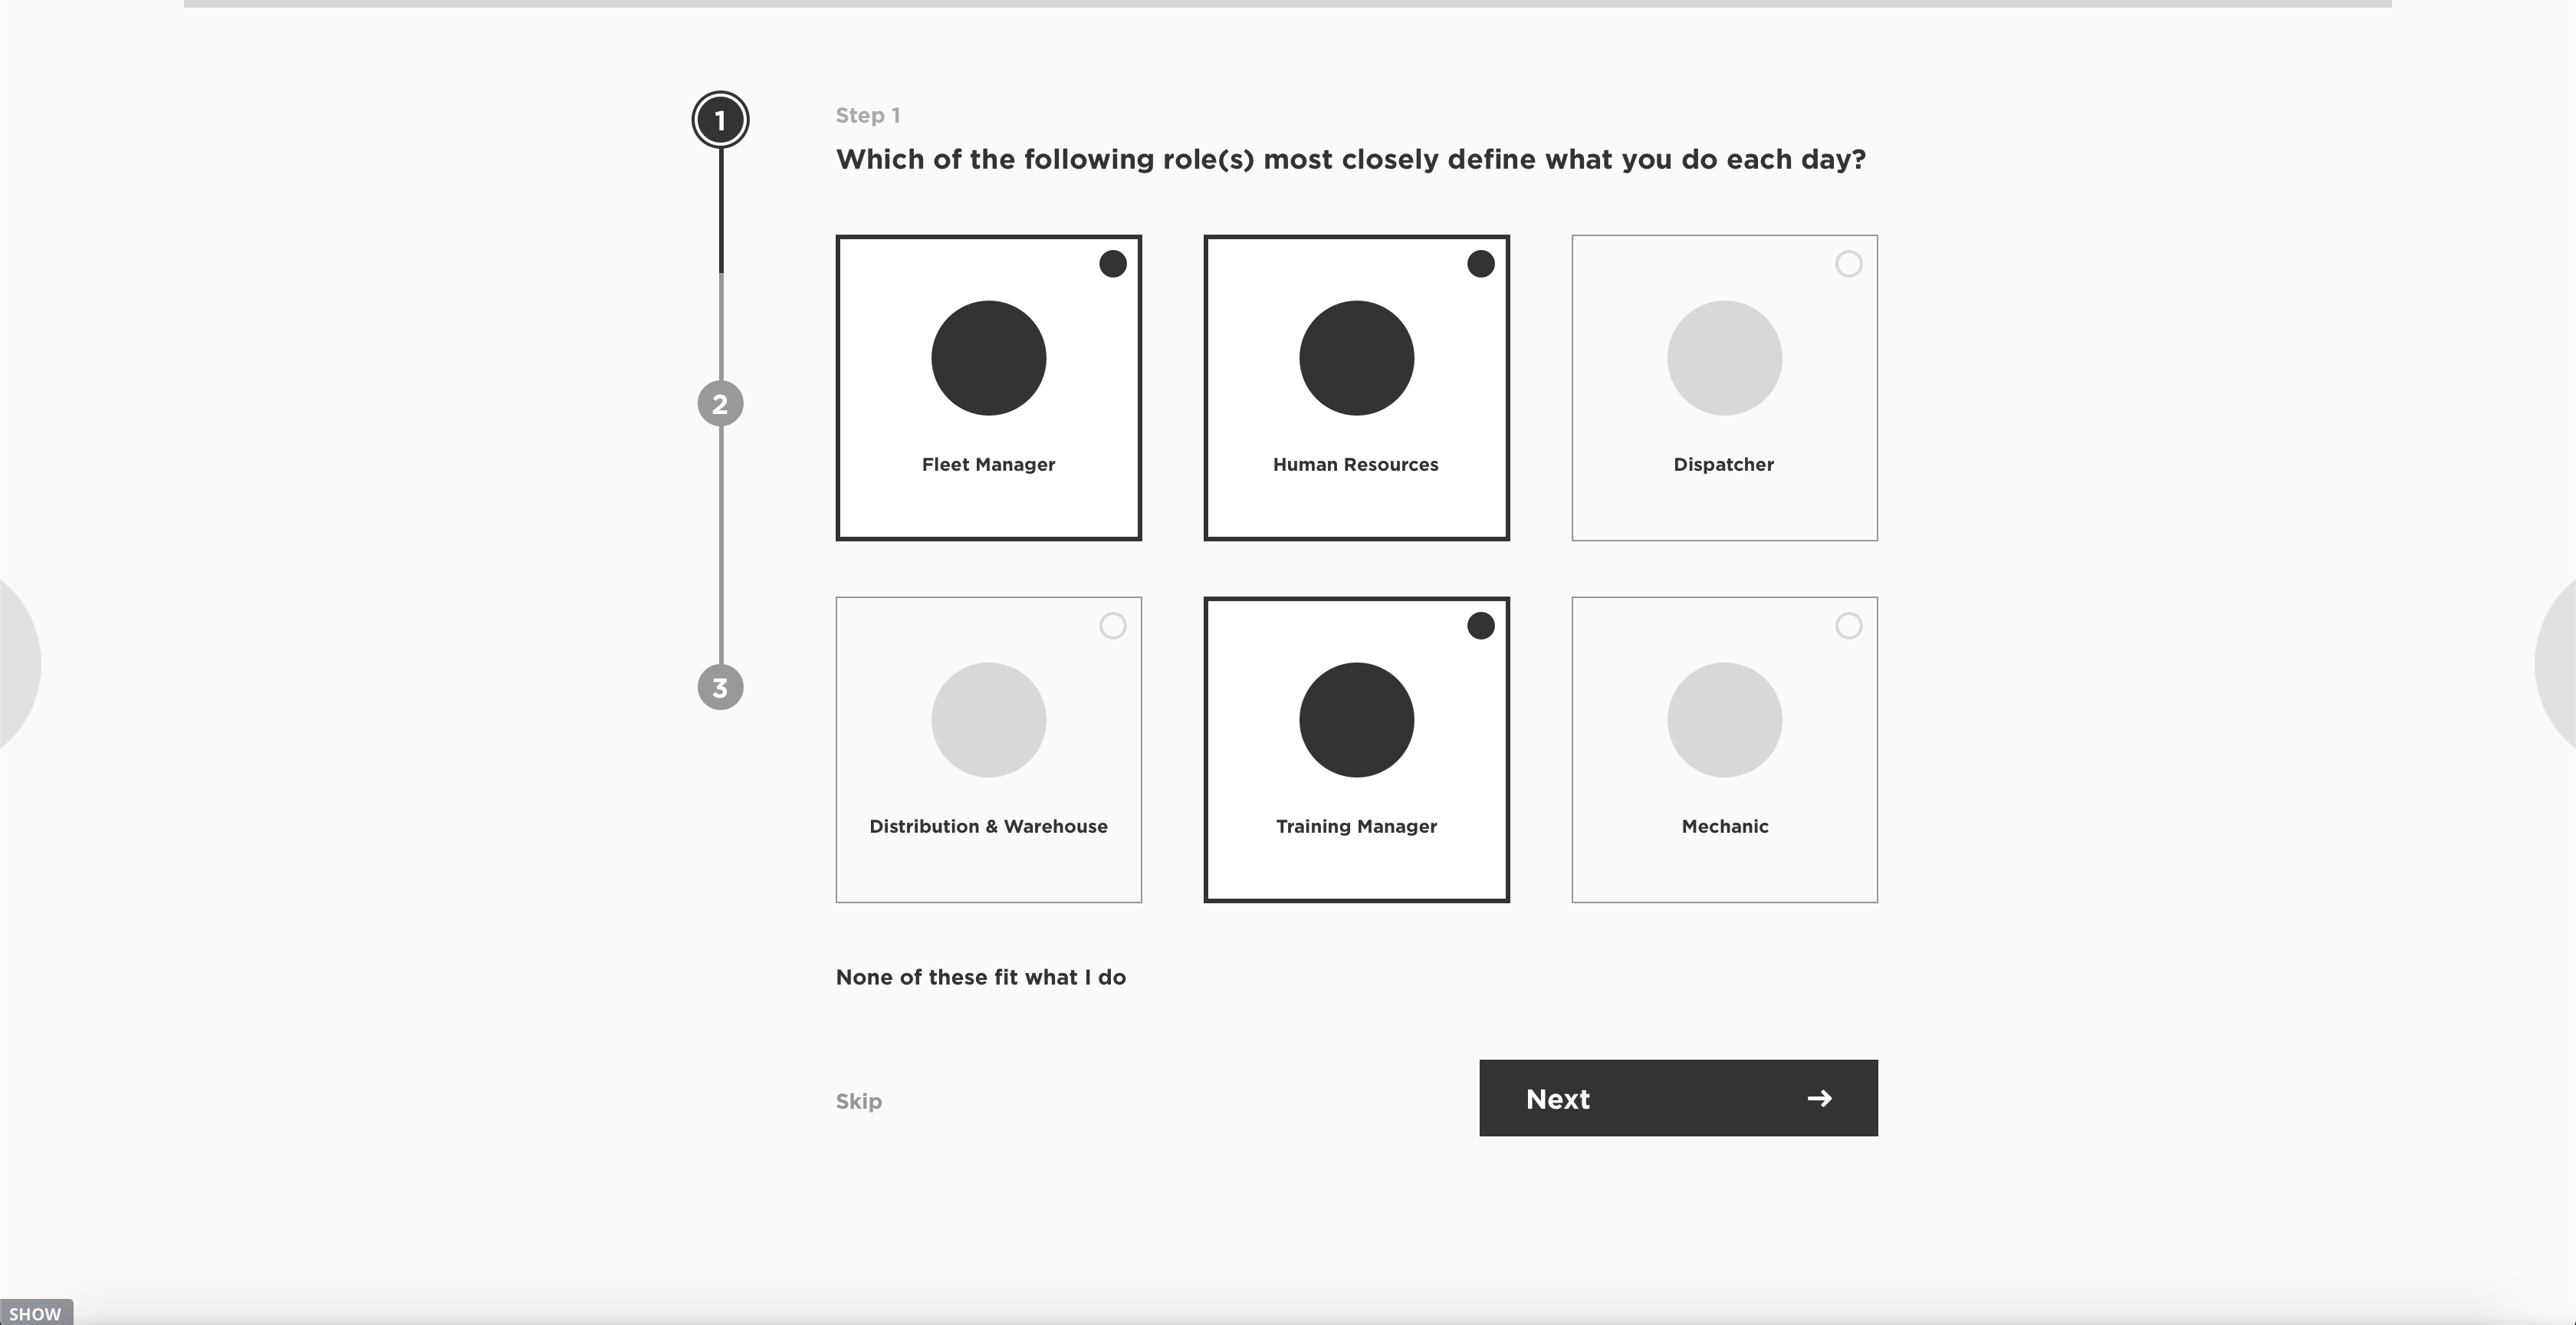 1
Step 1
Which of the following role(s) most closely define what you do each day?
Fleet Manager
Human Resources
Dispatcher
2
3
Distribution & Warehouse
Training Manager
Mechanic
None of these fit what I do
Skip
Next →
SHOW